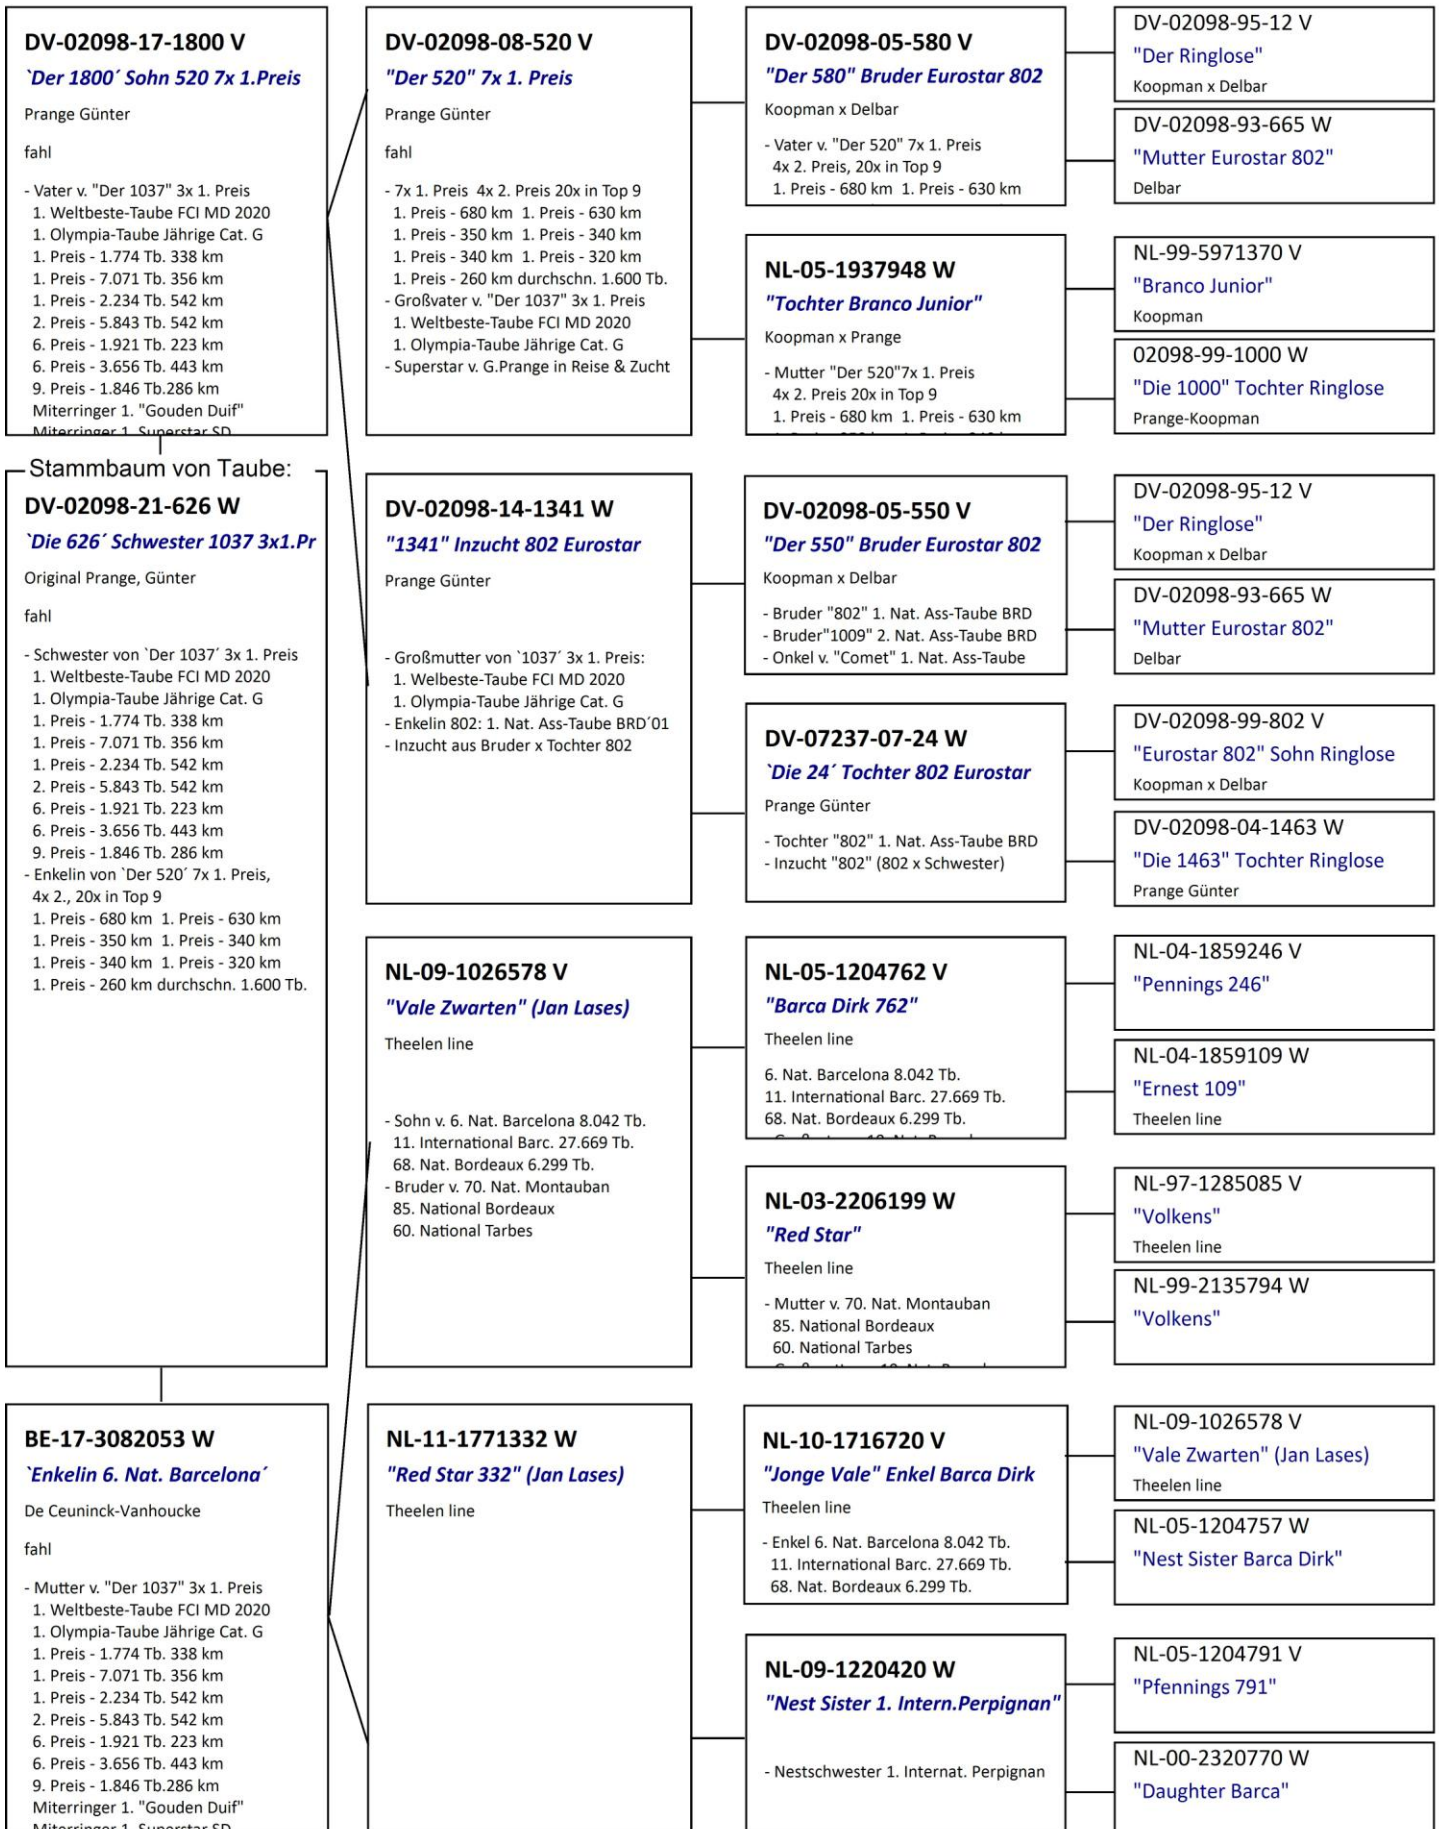 DV-02098-17-1800 V
`Der 1800´ Sohn 520 7x 1.Preis
Prange Günter
fahl
- Vater v. "Der 1037" 3x 1. Preis
1. Weltbeste-Taube FCI MD 2020
1. Olympia-Taube Jährige Cat. G
1. Preis - 1.774 Tb. 338 km
1. Preis - 7.071 Tb. 356 km
1. Preis - 2.234 Tb. 542 km
2. Preis - 5.843 Tb. 542 km
6. Preis - 1.921 Tb. 223 km
6. Preis - 3.656 Tb. 443 km
9. Preis - 1.846 Tb.286 km
Miterringer 1. "Gouden Duif"
Miterringer 1. Superstar SD
Stammbaum von Taube:
DV-02098-21-626 W
`Die 626´ Schwester 1037 3x1.Pr
Original Prange, Günter
fahl
- Schwester von `Der 1037´ 3x 1. Preis
1. Weltbeste-Taube FCI MD 2020
1. Olympia-Taube Jährige Cat. G
1. Preis - 1.774 Tb. 338 km
1. Preis - 7.071 Tb. 356 km
1. Preis - 2.234 Tb. 542 km
2. Preis - 5.843 Tb. 542 km
6. Preis - 1.921 Tb. 223 km
6. Preis - 3.656 Tb. 443 km
9. Preis - 1.846 Tb. 286 km
- Enkelin von `Der 520´ 7x 1. Preis,
4x 2., 20x in Top 9
1. Preis - 680 km 1. Preis - 630 km
1. Preis - 350 km 1. Preis - 340 km
1. Preis - 340 km 1. Preis - 320 km
1. Preis - 260 km durchschn. 1.600 Tb.
BE-17-3082053 W
`Enkelin 6. Nat. Barcelona´
De Ceuninck-Vanhoucke
fahl
- Mutter v. "Der 1037" 3x 1. Preis
1. Weltbeste-Taube FCI MD 2020
1. Olympia-Taube Jährige Cat. G
1. Preis - 1.774 Tb. 338 km
1. Preis - 7.071 Tb. 356 km
1. Preis - 2.234 Tb. 542 km
2. Preis - 5.843 Tb. 542 km
6. Preis - 1.921 Tb. 223 km
6. Preis - 3.656 Tb. 443 km
9. Preis - 1.846 Tb.286 km
Miterringer 1. "Gouden Duif"
Miterringer 1. Superstar SD
DV-02098-08-520 V
"Der 520" 7x 1. Preis
Prange Günter
fahl
- 7x 1. Preis 4x 2. Preis 20x in Top 9
1. Preis - 680 km 1. Preis - 630 km
1. Preis - 350 km 1. Preis - 340 km
1. Preis - 340 km 1. Preis - 320 km
1. Preis - 260 km durchschn. 1.600 Tb.
- Großvater v. "Der 1037" 3x 1. Preis
1. Weltbeste-Taube FCI MD 2020
1. Olympia-Taube Jährige Cat. G
- Superstar v. G.Prange in Reise & Zucht
DV-02098-14-1341 W
"1341" Inzucht 802 Eurostar
Prange Günter
- Großmutter von `1037´ 3x 1. Preis:
1. Welbeste-Taube FCI MD 2020
1. Olympia-Taube Jährige Cat. G
- Enkelin 802: 1. Nat. Ass-Taube BRD´01
- Inzucht aus Bruder x Tochter 802
NL-09-1026578 V
"Vale Zwarten" (Jan Lases)
Theelen line
- Sohn v. 6. Nat. Barcelona 8.042 Tb.
11. International Barc. 27.669 Tb.
68. Nat. Bordeaux 6.299 Tb.
- Bruder v. 70. Nat. Montauban
85. National Bordeaux
60. National Tarbes
NL-11-1771332 W
"Red Star 332" (Jan Lases)
Theelen line
DV-02098-05-580 V
"Der 580" Bruder Eurostar 802
Koopman x Delbar
- Vater v. "Der 520" 7x 1. Preis
4x 2. Preis, 20x in Top 9
1. Preis - 680 km 1. Preis - 630 km
NL-05-1937948 W
"Tochter Branco Junior"
Koopman x Prange
- Mutter "Der 520"7x 1. Preis
4x 2. Preis 20x in Top 9
1. Preis - 680 km 1. Preis - 630 km
DV-02098-05-550 V
"Der 550" Bruder Eurostar 802
Koopman x Delbar
- Bruder "802" 1. Nat. Ass-Taube BRD
- Bruder"1009" 2. Nat. Ass-Taube BRD
- Onkel v. "Comet" 1. Nat. Ass-Taube
DV-07237-07-24 W
`Die 24´ Tochter 802 Eurostar
Prange Günter
- Tochter "802" 1. Nat. Ass-Taube BRD
- Inzucht "802" (802 x Schwester)
NL-05-1204762 V
"Barca Dirk 762"
Theelen line
6. Nat. Barcelona 8.042 Tb.
11. International Barc. 27.669 Tb.
68. Nat. Bordeaux 6.299 Tb.
NL-03-2206199 W
"Red Star"
Theelen line
- Mutter v. 70. Nat. Montauban
85. National Bordeaux
60. National Tarbes
NL-10-1716720 V
"Jonge Vale" Enkel Barca Dirk
Theelen line
- Enkel 6. Nat. Barcelona 8.042 Tb.
11. International Barc. 27.669 Tb.
68. Nat. Bordeaux 6.299 Tb.
NL-09-1220420 W
"Nest Sister 1. Intern.Perpignan"
- Nestschwester 1. Internat. Perpignan
DV-02098-95-12 V
"Der Ringlose"
Koopman x Delbar
DV-02098-93-665 W
"Mutter Eurostar 802"
Delbar
NL-99-5971370 V
"Branco Junior"
Koopman
02098-99-1000 W
"Die 1000" Tochter Ringlose
Prange-Koopman
DV-02098-95-12 V
"Der Ringlose"
Koopman x Delbar
DV-02098-93-665 W
"Mutter Eurostar 802"
Delbar
DV-02098-99-802 V
"Eurostar 802" Sohn Ringlose
Koopman x Delbar
DV-02098-04-1463 W
"Die 1463" Tochter Ringlose
Prange Günter
NL-04-1859246 V
"Pennings 246"
NL-04-1859109 W
"Ernest 109"
Theelen line
NL-97-1285085 V
"Volkens"
Theelen line
NL-99-2135794 W
"Volkens"
NL-09-1026578 V
"Vale Zwarten" (Jan Lases)
Theelen line
NL-05-1204757 W
"Nest Sister Barca Dirk"
NL-05-1204791 V
"Pfennings 791"
NL-00-2320770 W
"Daughter Barca"